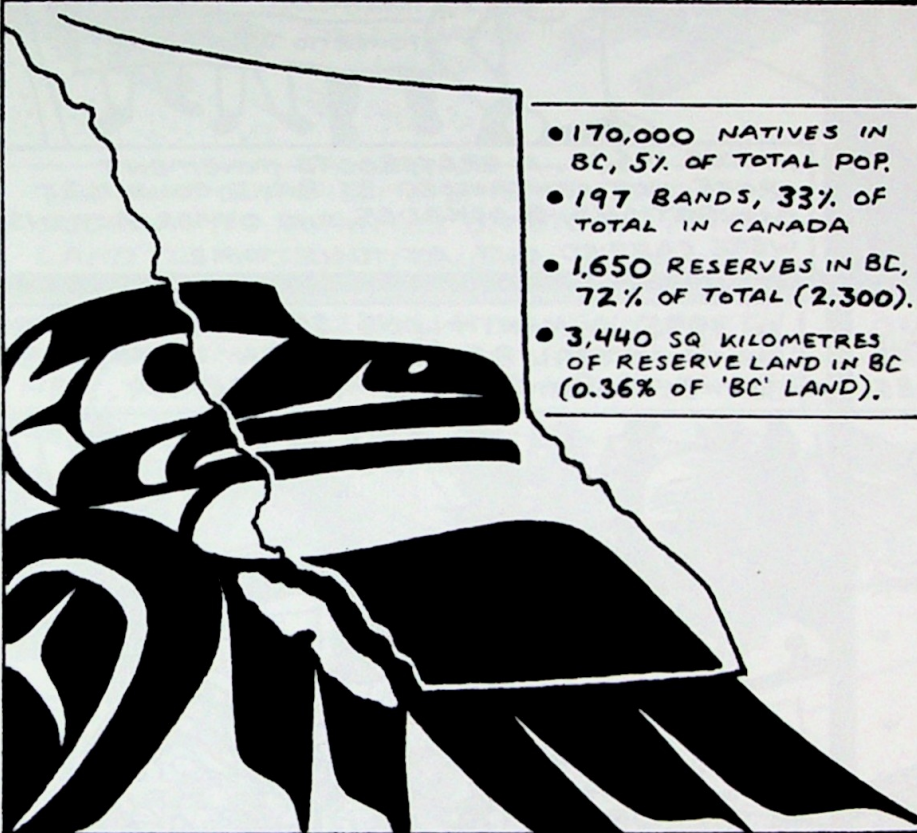 • 170,000 NATIVES IN
BC, 5% OF TOTAL POP.
• 197 BANDS, 33% OF
TOTAL IN CANADA
• 1,650 RESERVES IN BC,
72% OF TOTAL (2,300).
• 3,440 SQ KILOMETRES
OF RESERVE LAND IN BC
(0.36% OF 'BC' LAND).